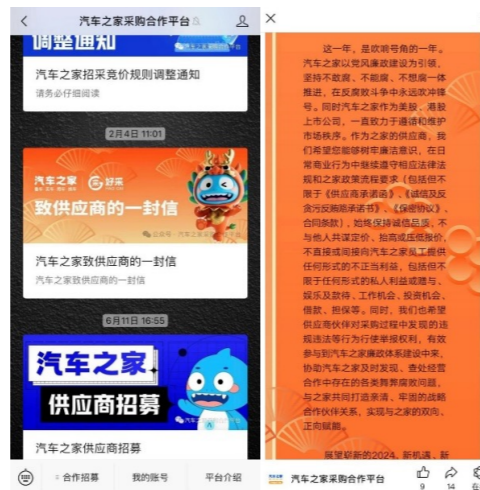 汽车之家采购合作平台
调整通知
汽车之家招采竞价规则调整通知
请务必仔细阅读
2月4日 11:01
汽车之家
好采
致供应商的一封信
汽车之家致供应商的一封信
汽车之家致供应商的一封信
6月11日 16:55
汽车之家
供应商招募
汽车之家供应商招募
合作招募
我的账号
平台介绍
这一年，是吹响号角的一年。
汽车之家以党风廉政建设为引领，
坚持不敢腐、不能腐、不想腐一体
推进，在反腐败斗争中永远吹冲锋
号。同时汽车之家作为美股、港股
上市公司，一直致力于遵循和维护
市场秩序。作为之家的供应商，我
们希望您能够树牢廉洁意识，在日
常商业行为中继续遵守相应法律法
规和之家政策流程要求（包括但不
限于《供应商承诺函》、《诚信及反
贪污反贿赂承诺书》、《保密协议》、
合同条款），始终保持诚信品质，不
与他人共谋定价、抬高或压低报价，
不直接或间接向汽车之家员工提供
任何形式的不正当利益，包括但不
限于任何形式的私人利益或赠与、
娱乐及款待、工作机会、投资机会、
借款、担保等。同时，我们也希望
供应商伙伴对采购过程中发现的违
规违法等行为行使举报权利，有效
参与到汽车之家廉政体系建设中来，
协助汽车之家及时发现、查处经营
合作中存在的各类舞弊腐败问题，
与之家共同打造亲清、牢固的战略
合作伙伴关系，实现与之家的双向、
正向赋能。
展望崭新的2024，新机遇、新
汽车之家采购合作平台
9
14